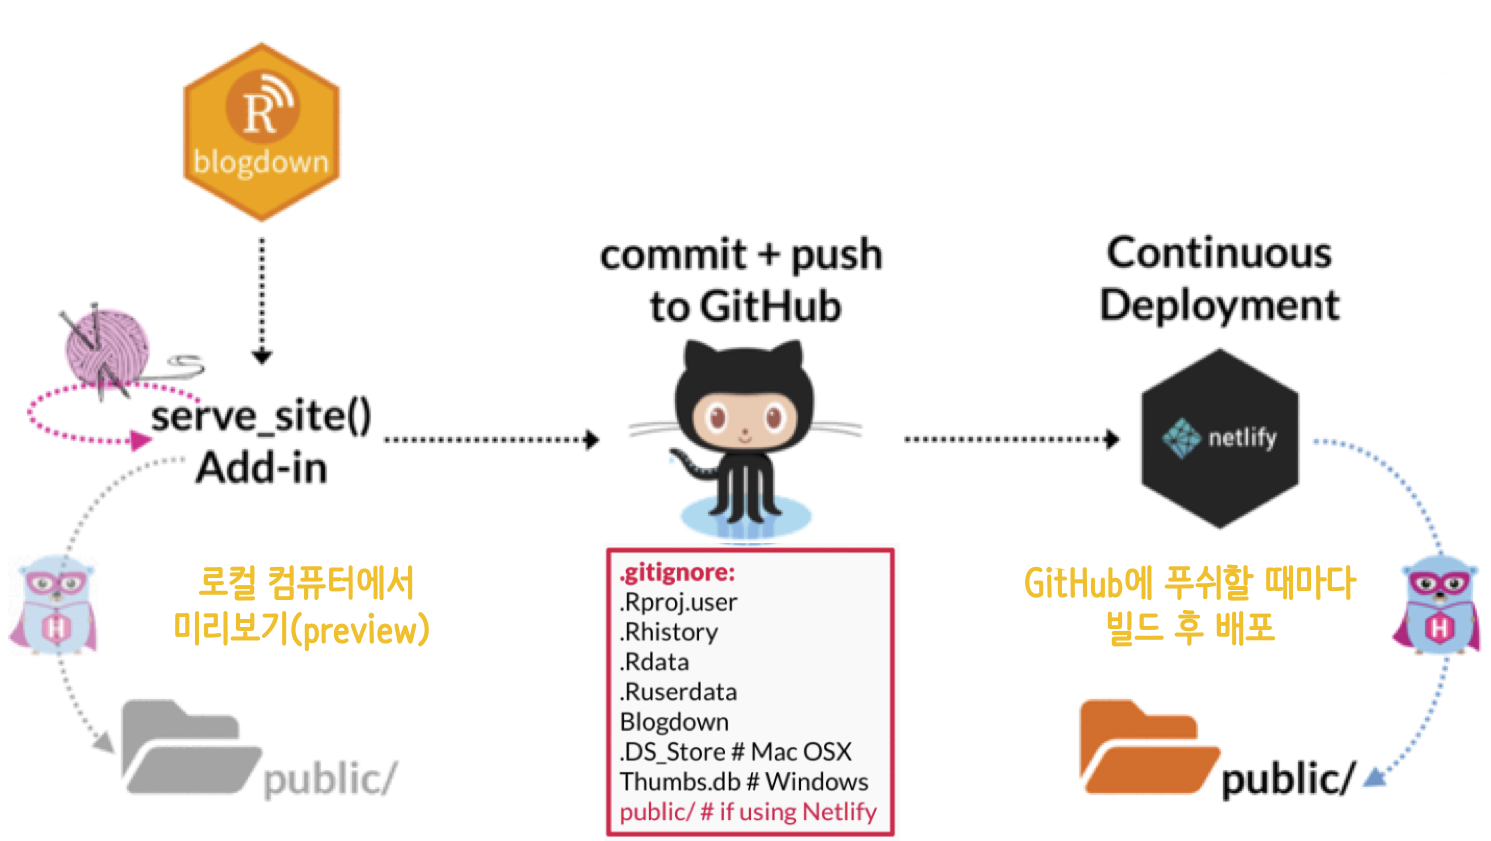 R
blogdown
serve_site()
Add-in
로컬 컴퓨터에서
미리보기(preview)
H
public/
commit + push
to GitHub
.gitignore:
.Rproj.user
.Rhistory
.Rdata
.Ruserdata
Blogdown
.DS_Store # Mac OSX
Thumbs.db # Windows
public/ # if using Netlify
Continuous
Deployment
netlify
GitHub에 푸쉬할 때마다
빌드 후 배포
H
public/